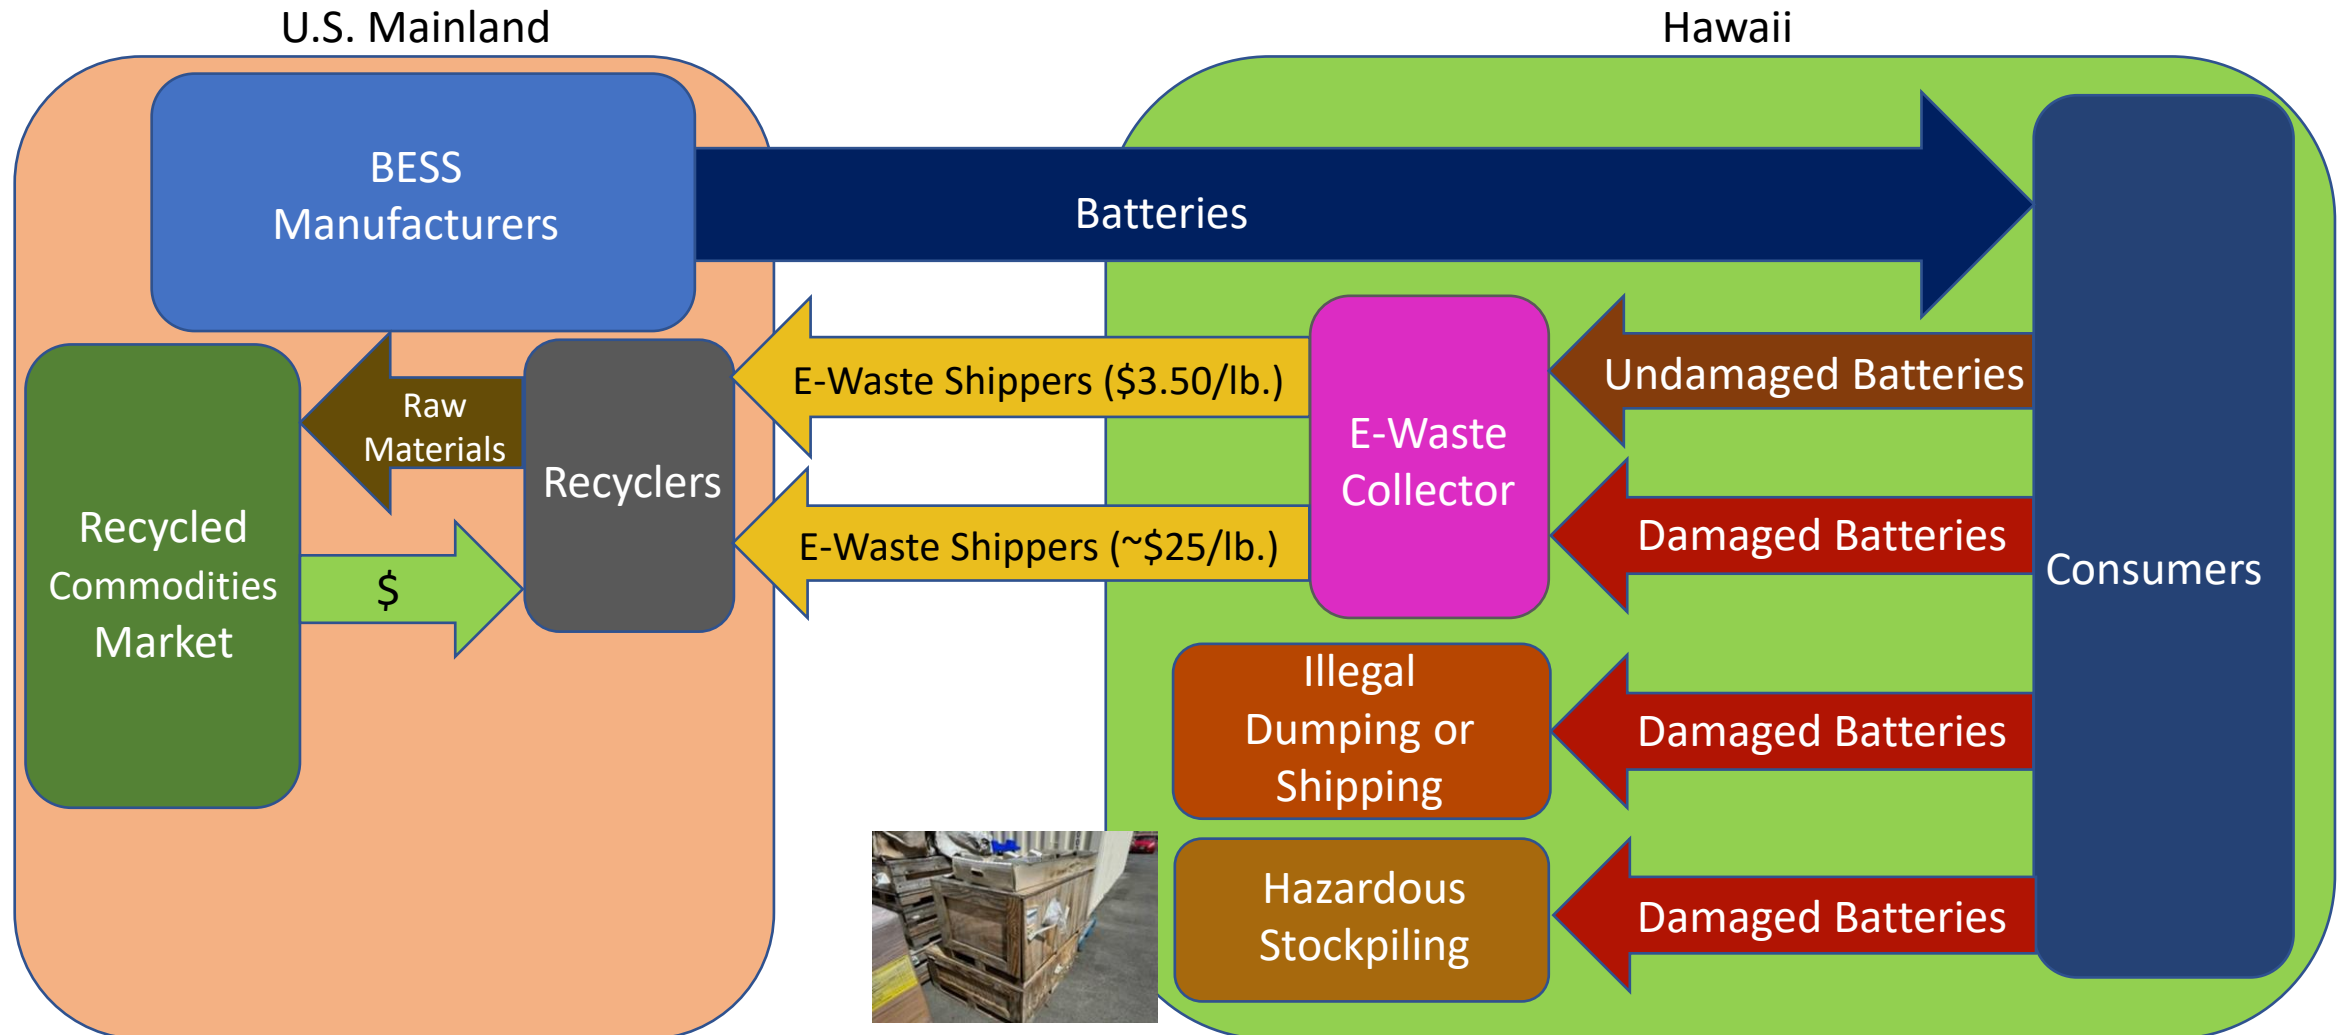 U.S. Mainland
Hawaii
BESS
Manufacturers
Batteries
E-Waste Shippers ($3.50/lb.)
Undamaged Batteries
Raw
Materials
Recyclers
E-Waste
Collector
E-Waste Shippers (~$25/lb.)
Damaged Batteries
Recycled
Commodities
Market
$
Consumers
Illegal
Dumping or
Shipping
Damaged Batteries
Hazardous
Stockpiling
Damaged Batteries